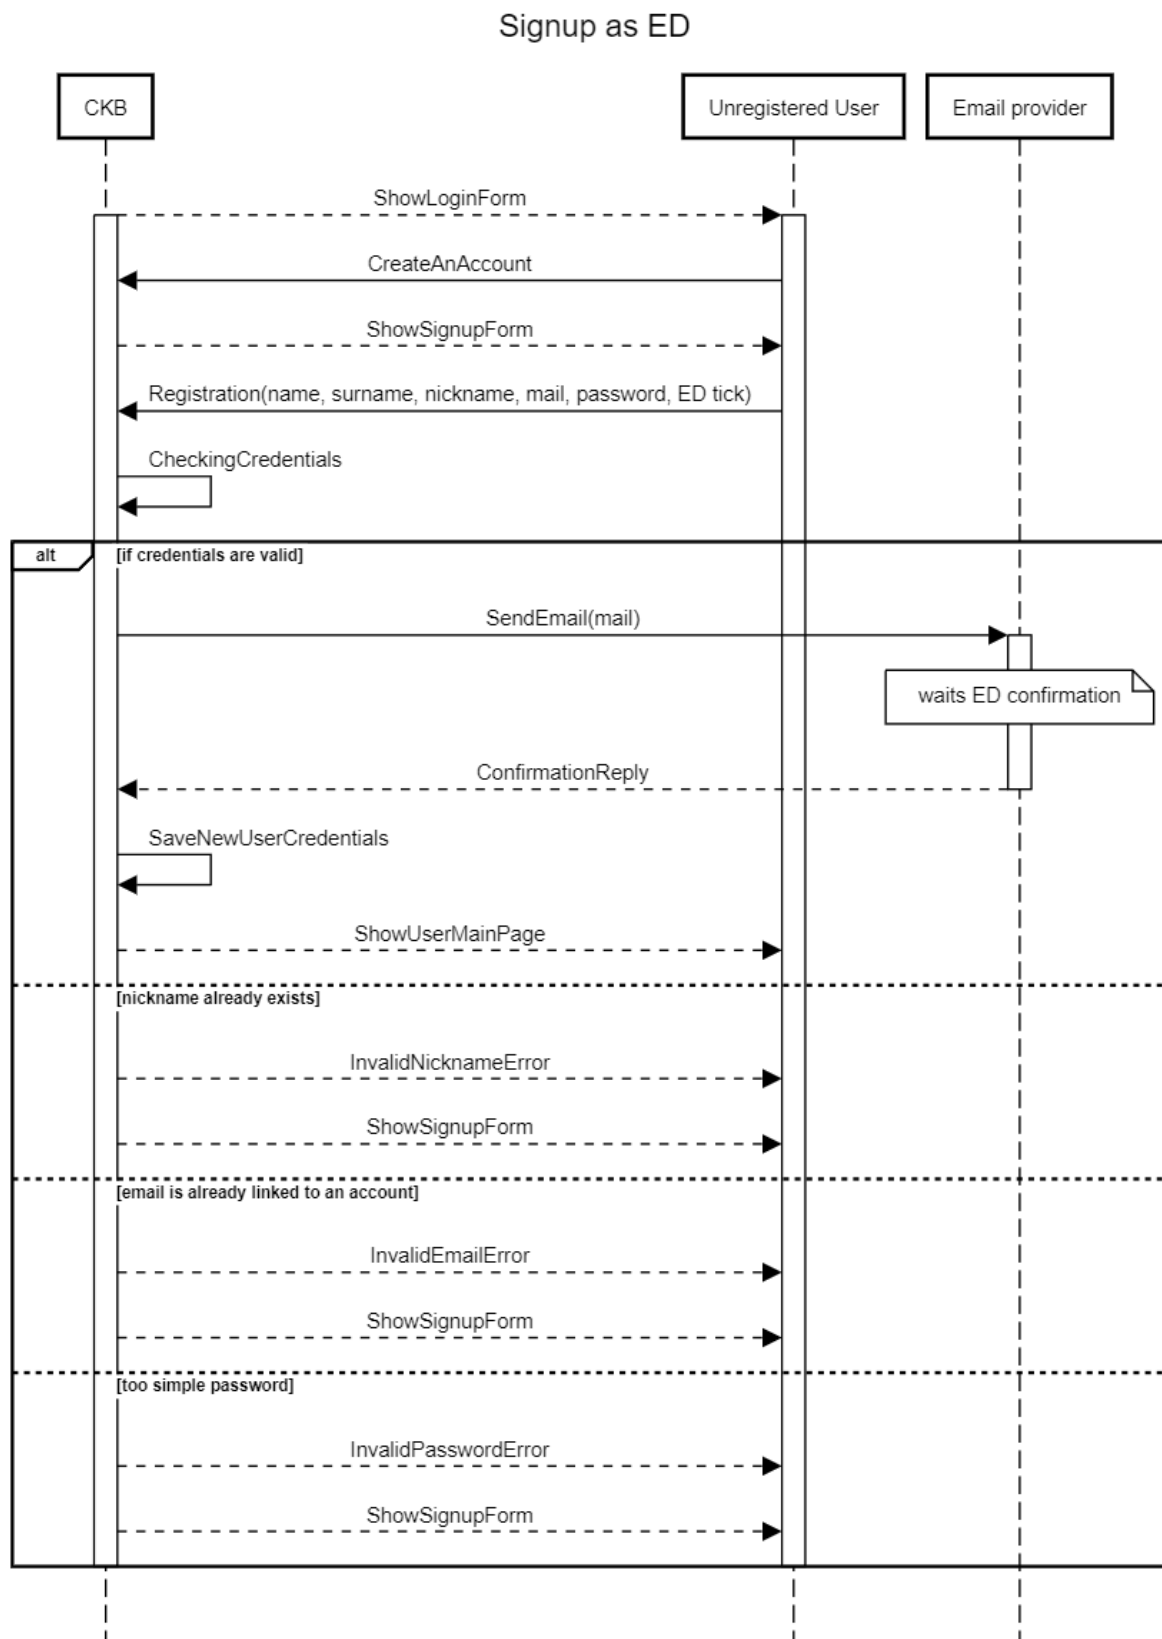 Signup as ED
CKB
Unregistered User
Email provider
ShowLoginForm
CreateAnAccount
ShowSignupForm
Registration(name, surname, nickname, mail, password, ED tick)
CheckingCredentials
alt
[if credentials are valid]
SendEmail(mail)
waits ED confirmation
ConfirmationReply
SaveNewUserCredentials
ShowUserMainPage
[nickname already exists]
InvalidNicknameError
ShowSignupForm
[email is already linked to an account]
InvalidEmailError
ShowSignupForm
[too simple password]
InvalidPasswordError
ShowSignupForm